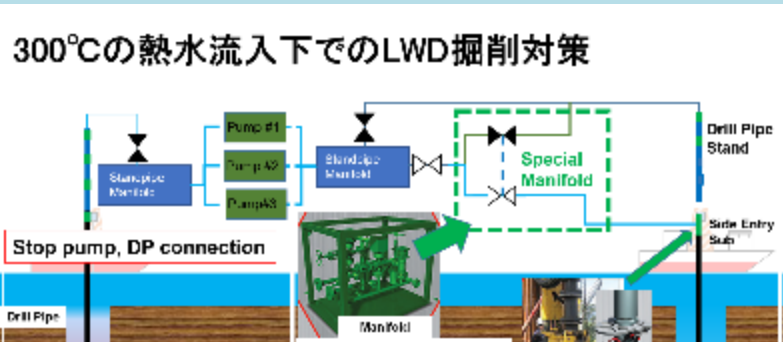 300℃の熱水流入下でのLWD掘削対策
Pump #1
Pump #2
Pump#3
Standpipe
Manifold
Standpipe
Manifold
Special
Manifold
Drill Pipe
Stand
Side Entry
Sub
Stop pump, DP connection
Drill Pipe
Manifold